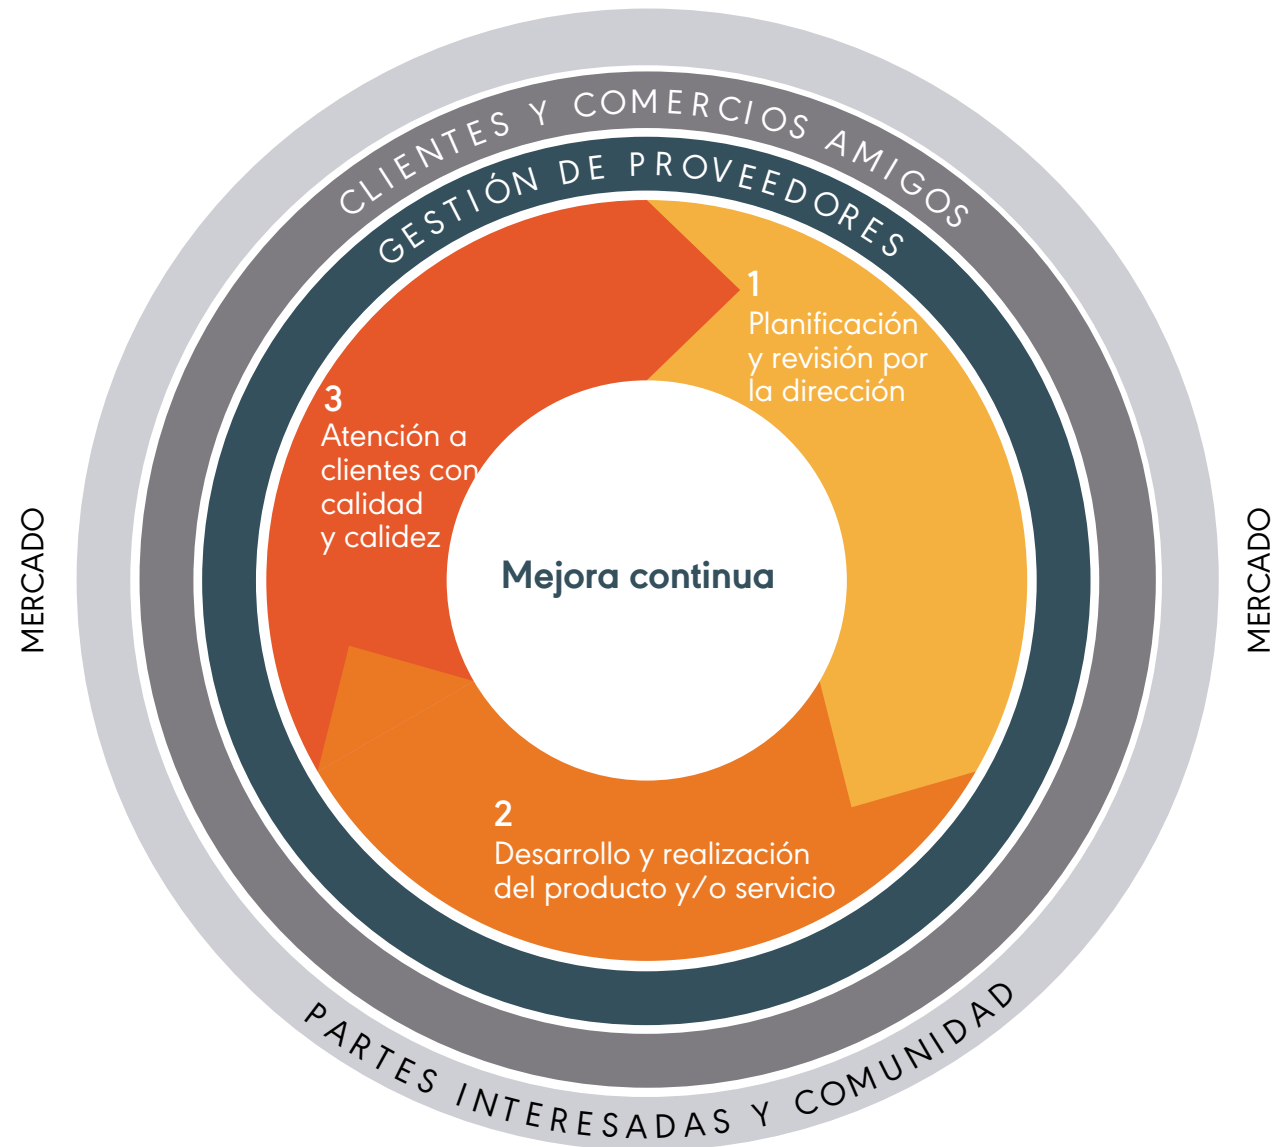 CLIENTES Y COMERCIOS AMIGOS
GESTIÓN DE PROVEEDORES
1
Planificación
y revisión por
la dirección
3
Atención a
clientes con
calidad
y calidez
MERCADO
Mejora continua
MERCADO
2
Desarrollo y realización
del producto y/o servicio
PARTES INTERESADAS Y COMUNIDAD